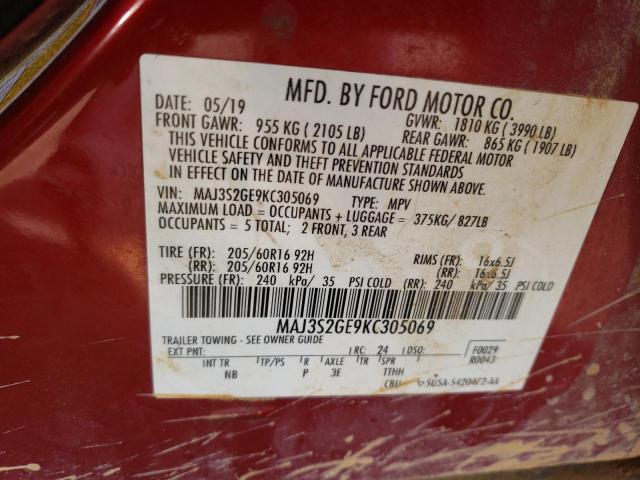 MFD. BY FORD MOTOR CO.
DATE: 05/19 GVWR: 1810 KG ( 3990 LB)
FRONT GAWR: 955 KG ( 2105 LB) REAR GAWR: 865 KG ( 1907 LB)
THIS VEHICLE CONFORMS TO ALL APPLICABLE FEDERAL MOTOR
VEHICLE SAFETY AND THEFT PREVENTION STANDARDS
IN EFFECT ON THE DATE OF MANUFACTURE SHOWN ABOVE.
VIN: MAJ3S2GE9KC305069 TYPE: MPV
MAXIMUM LOAD = OCCUPANTS + LUGGAGE = 375KG/ 827LB
OCCUPANTS = 5 TOTAL; 2 FRONT, 3 REAR
TIRE (FR): 205/60R16 92H RIMS (FR): 16x6.5J
(RR): 205/60R16 92H (RR): 16x6.5J
PRESSURE (FR): 240 kPa/ 35 PSI COLD (RR): 240 kPa/ 35 PSI COLD
MAJ3S2GE9KC305069
TRAILER TOWING - SEE OWNER GUIDE
EXT PNT: RC: 24 DSO: F0029
R0043
INT TR TP/PS R AXLE TR SPR
NB P 3E TTHH
CBU